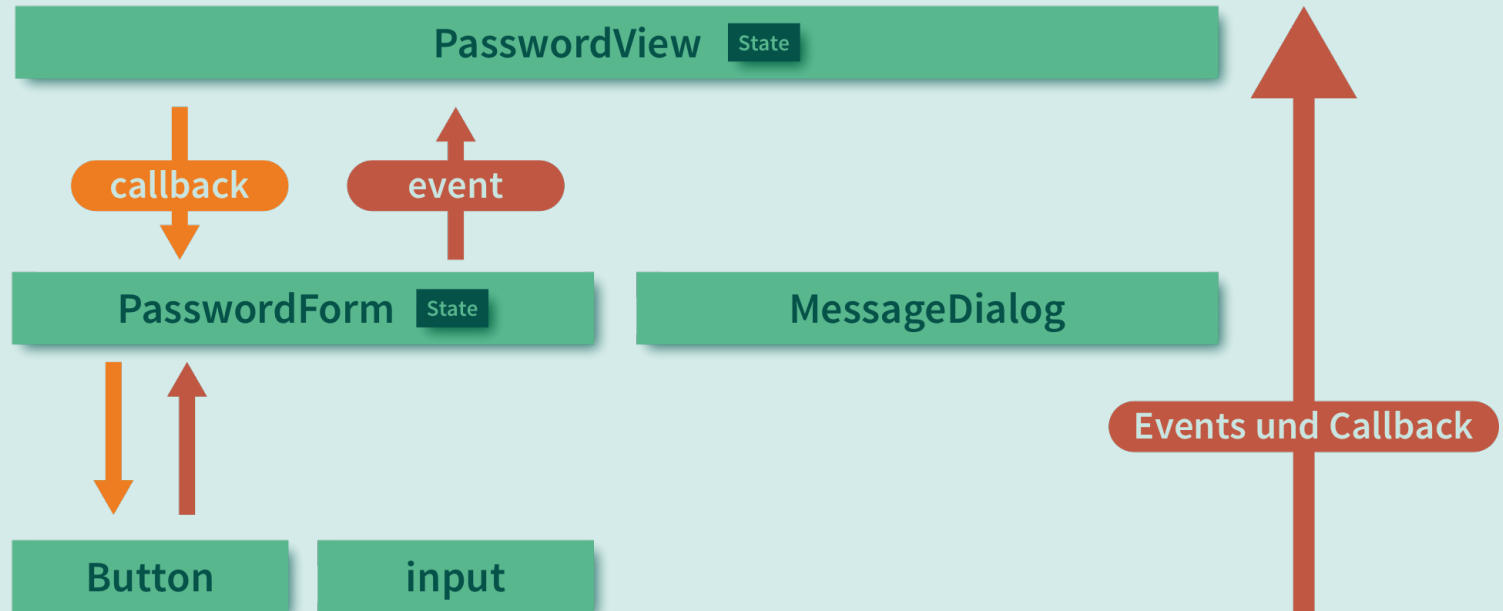 PasswordView State
callback
event
PasswordForm State
MessageDialog
Events und Callback
Button
input